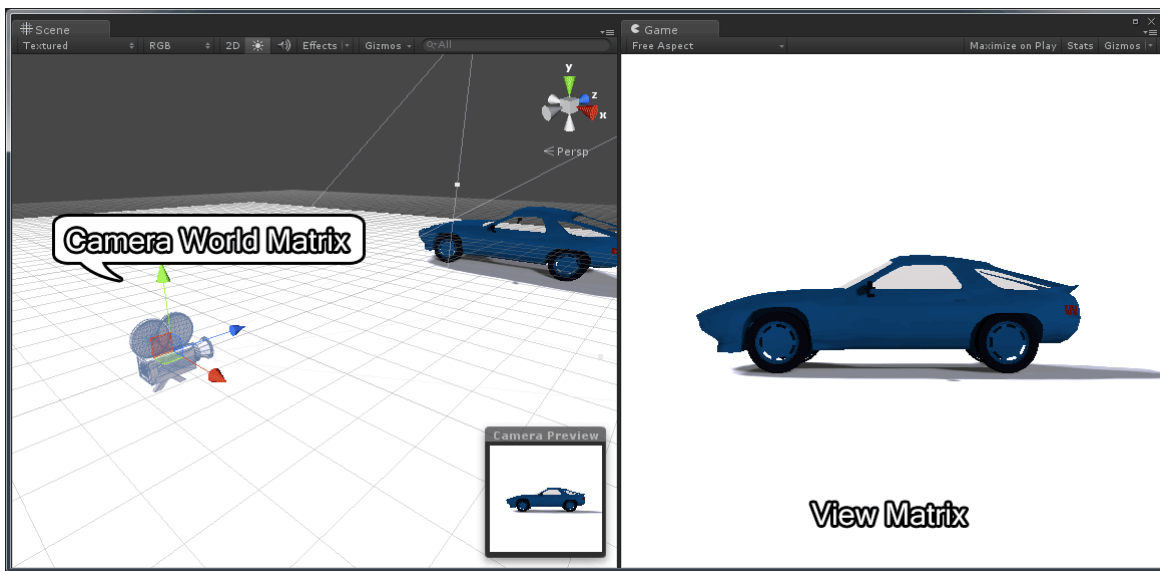 Scene
Textured RGB 2D Effects Gizmos All
y
z
x
Persp
Camera World Matrix
Camera Preview
Game
Free Aspect Maximize on Play Stats Gizmos
View Matrix